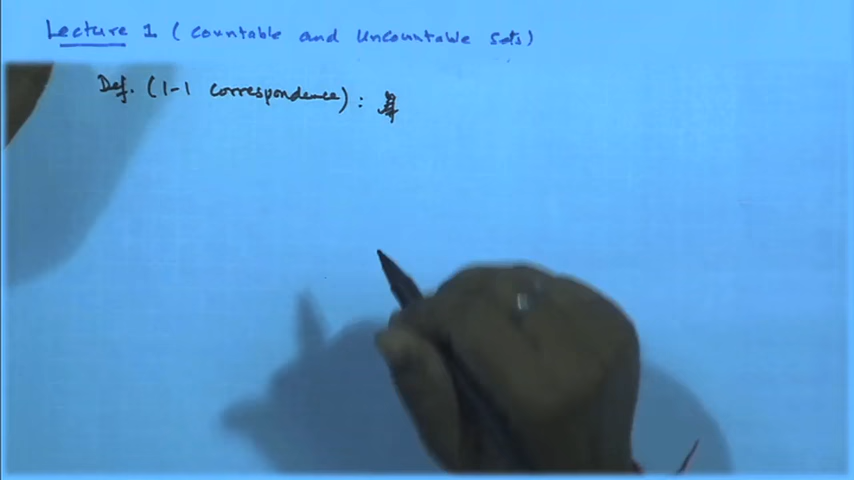 Lecture 1 ( Countable and Uncountable Sets)
Def. (1-1 correspondence) :